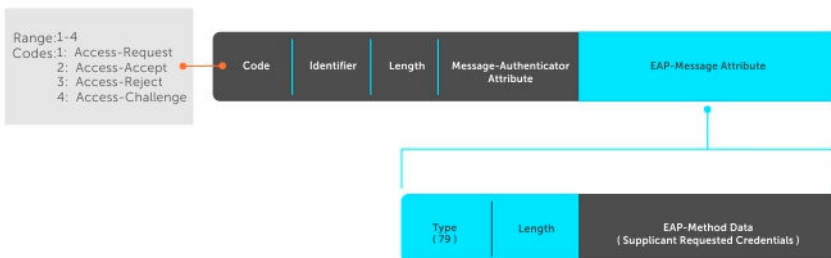 Range:1-4
Codes:1: Access-Request
2: Access-Accept
3: Access-Reject
4: Access-Challenge
Code
Identifier
Length
Message-Authenticator
Attribute
EAP-Message Attribute
Type
( 79 )
Length
EAP-Method Data
( Supplicant Requested Credentials )